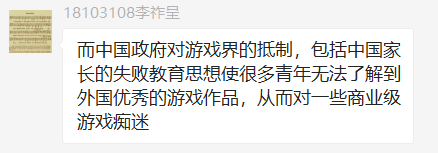 18103108李祚呈
而中国政府对游戏界的抵制，包括中国家
长的失败教育思想使很多青年无法了解到
外国优秀的游戏作品，从而对一些商业级
游戏痴迷